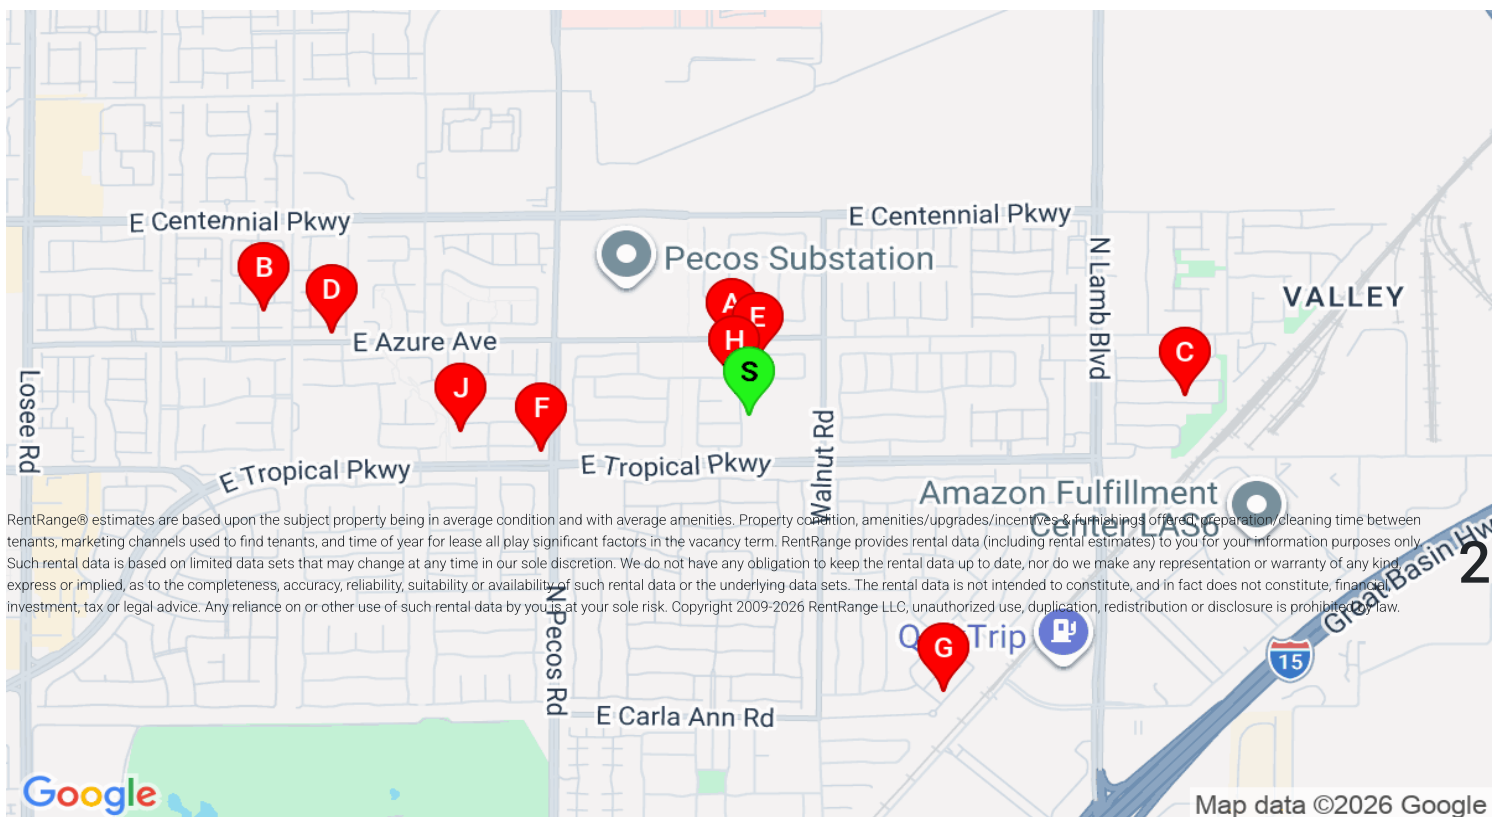 E Centennial Pkwy
E Centennial Pkwy
B
Pecos Substation
N Lamb Blvd
D
A
E
VALLEY
E Azure Ave
H
C
S
Losee Rd
J
F
E Tropical Pkwy
E Tropical Pkwy
Walnut Rd
Amazon Fulfillment
Center LAS6
RentRange® estimates are based upon the subject property being in average condition and with average amenities. Property condition, amenities/upgrades/incentives & furnishings offered, preparation/cleaning time between
tenants, marketing channels used to find tenants, and time of year for lease all play significant factors in the vacancy term. RentRange provides rental data (including rental estimates) to you for your information purposes only.
Such rental data is based on limited data sets that may change at any time in our sole discretion. We do not have any obligation to keep the rental data up to date, nor do we make any representation or warranty of any kind,
express or implied, as to the completeness, accuracy, reliability, suitability or availability of such rental data or the underlying data sets. The rental data is not intended to constitute, and in fact does not constitute, financial,
investment, tax or legal advice. Any reliance on or other use of such rental data by you is at your sole risk. Copyright 2009-2026 RentRange LLC, unauthorized use, duplication, redistribution or disclosure is prohibited by law.
2
Great Basin Hw
N Pecos Rd
Trip
G
15
E Carla Ann Rd
Google
Map data ©2026 Google